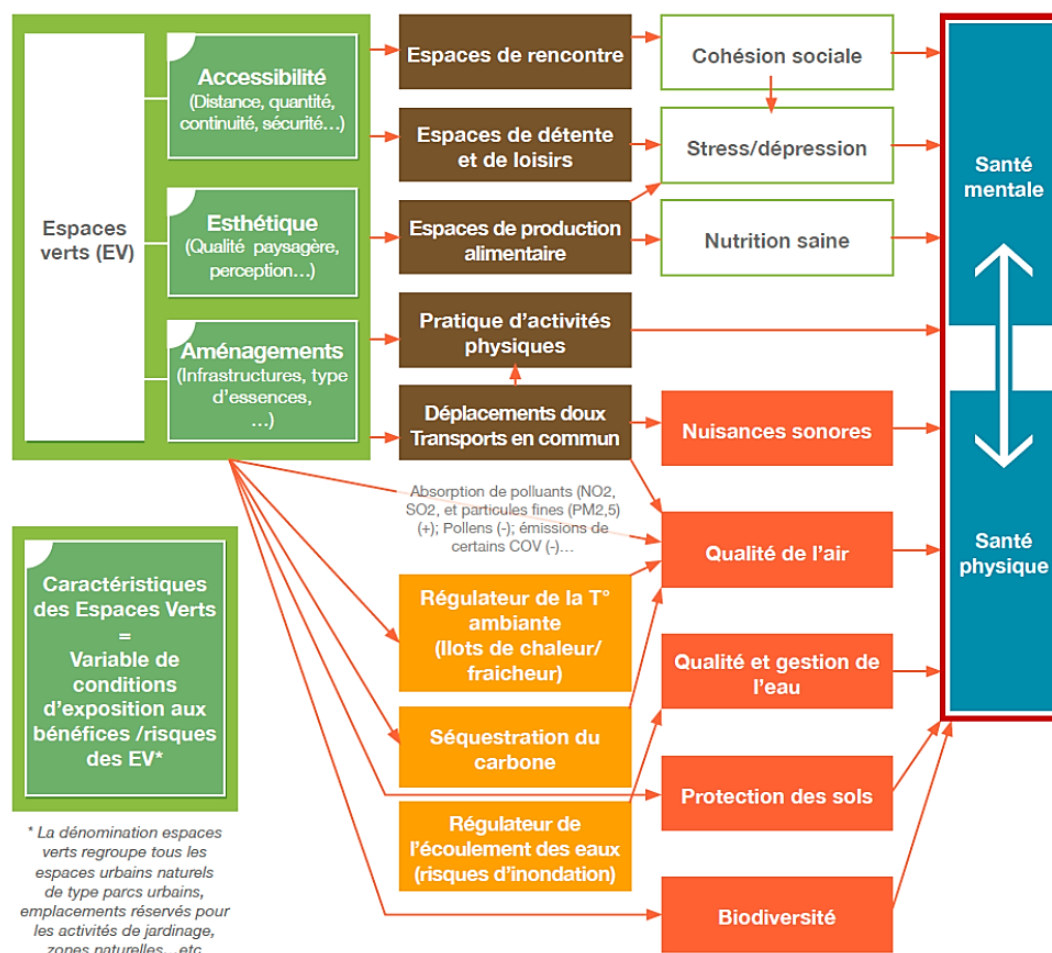 Espaces
verts (EV)
Accessibilité
(Distance, quantité,
continuité, sécurité…)
Esthétique
(Qualité paysagère,
perception…)
Aménagements
(Infrastructures, type
d’essences,
…)
Espaces de rencontre
Espaces de détente
et de loisirs
Espaces de production
alimentaire
Pratique d’activités
physiques
Déplacements doux
Transports en commun
Cohésion sociale
Stress/dépression
Nutrition saine
Nuisances sonores
Absorption de polluants (NO2,
SO2, et particules fines (PM2,5)
(+); Pollens (-); émissions de
certains COV (-)…
Qualité de l’air
Régulateur de la T°
ambiante
(Ilots de chaleur/
fraicheur)
Qualité et gestion de
l’eau
Séquestration du
carbone
Protection des sols
Régulateur de
l’écoulement des eaux
(risques d’inondation)
Biodiversité
Santé
mentale
Santé
physique
Caractéristiques
des Espaces Verts
=
Variable de
conditions
d’exposition aux
bénéfices /risques
des EV*
* La dénomination espaces
verts regroupe tous les
espaces urbains naturels
de type parcs urbains,
emplacements réservés pour
les activités de jardinage,
zones naturelles…etc